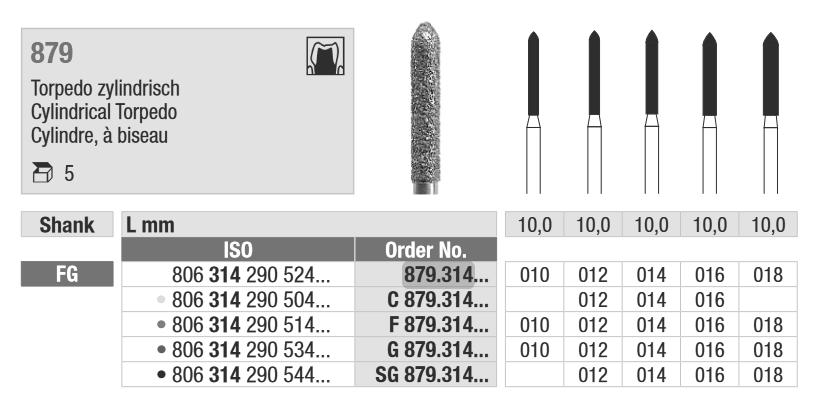 879
Torpedo zylindrisch
Cylindrical Torpedo
Cylindre, à biseau
5
Shank L mm 10,0 10,0 10,0 10,0 10,0
ISO Order No.
FG 806 314 290 524... 879.314... 010 012 014 016 018
806 314 290 504... C 879.314... 012 014 016
806 314 290 514... F 879.314... 010 012 014 016 018
806 314 290 534... G 879.314... 010 012 014 016 018
806 314 290 544... SG 879.314... 012 014 016 018